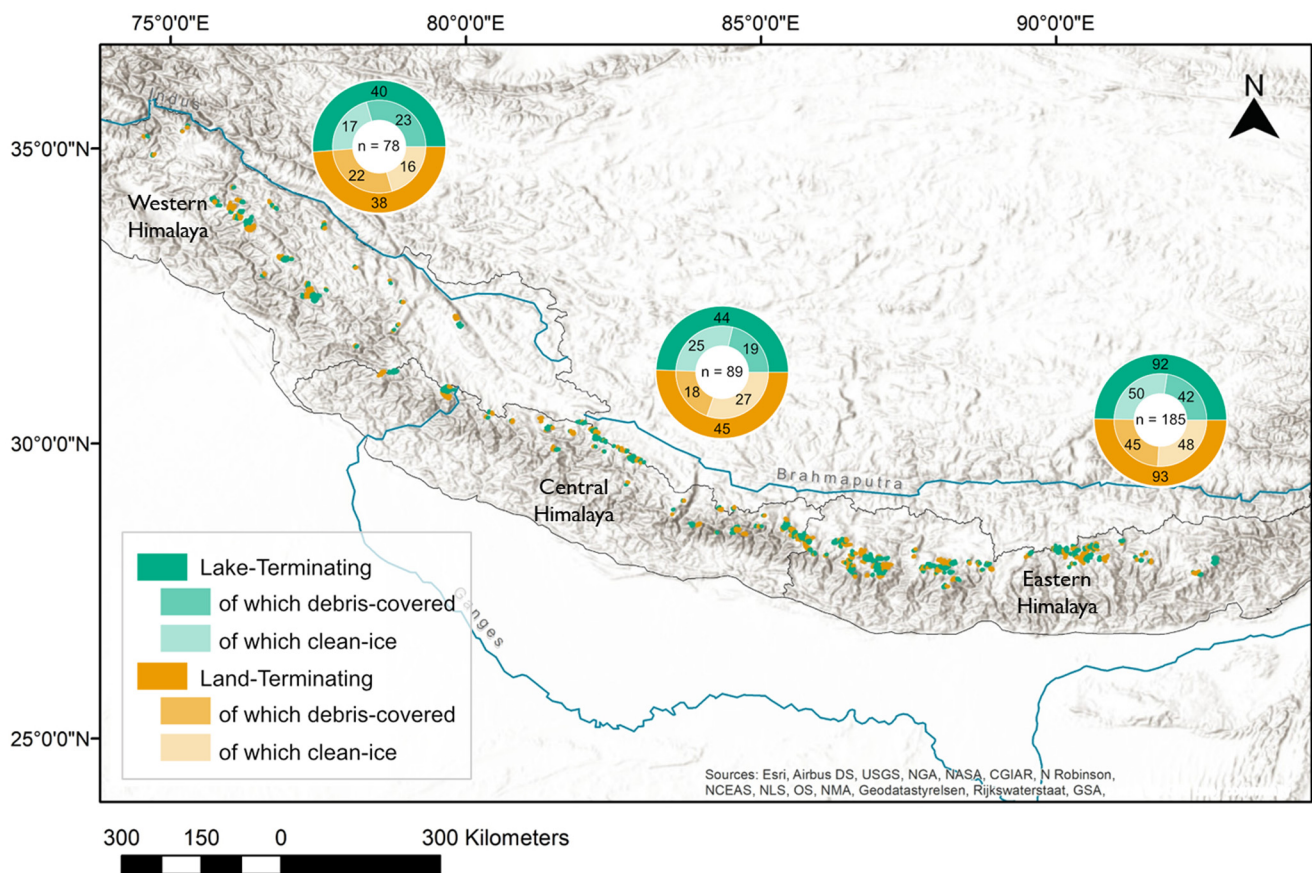 75°0'0"E
80°0'0"E
85°0'0"E
90°0'0"E
35°0'0"N
30°0'0"N
25°0'0"N
N
Indus
40
17
23
n = 78
22
16
38
Western
Himalaya
44
25
19
n = 89
18
27
45
92
50
42
n = 185
45
48
93
Brahmaputra
Central
Himalaya
Eastern
Himalaya
Ganges
Lake-Terminating
of which debris-covered
of which clean-ice
Land-Terminating
of which debris-covered
of which clean-ice
Sources: Esri, Airbus DS, USGS, NGA, NASA, CGIAR, N Robinson,
NCEAS, NLS, OS, NMA, Geodatastyrelsen, Rijkswaterstaat, GSA,
300 150 0 300 Kilometers